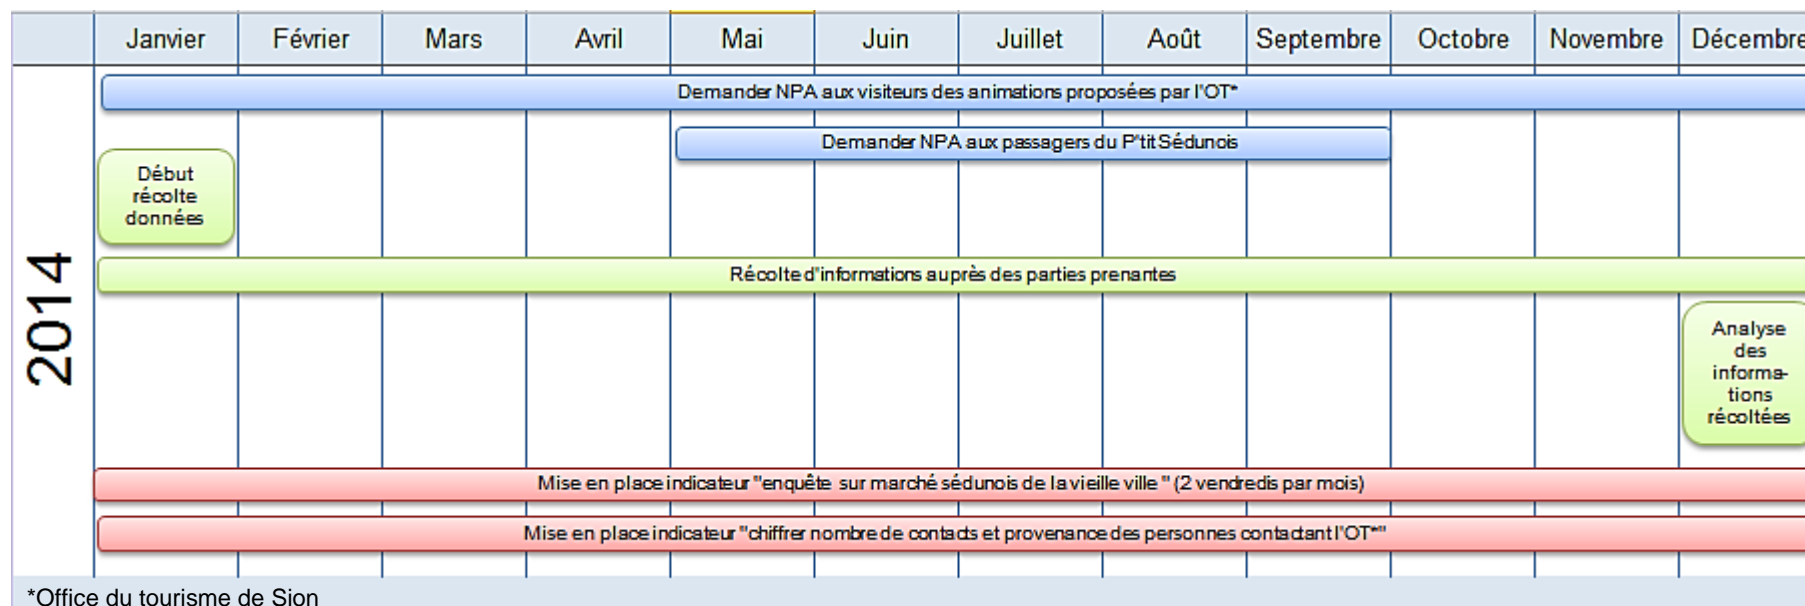 Janvier Février Mars Avril Mai Juin Juillet Août Septembre Octobre Novembre Décembre
2014
Demander NPA aux visiteurs des animations proposées par l'OT*
Demander NPA aux passagers du P'tit Sédunois
Début
récolte
données
Récolte d'informations auprès des parties prenantes
Analyse
des
informa-
tions
récoltées
Mise en place indicateur "enquête sur marché sédunois de la vieille ville " (2 vendredis par mois)
Mise en place indicateur "chiffrer nombre de contacts et provenance des personnes contactant l'OT*"
*Office du tourisme de Sion